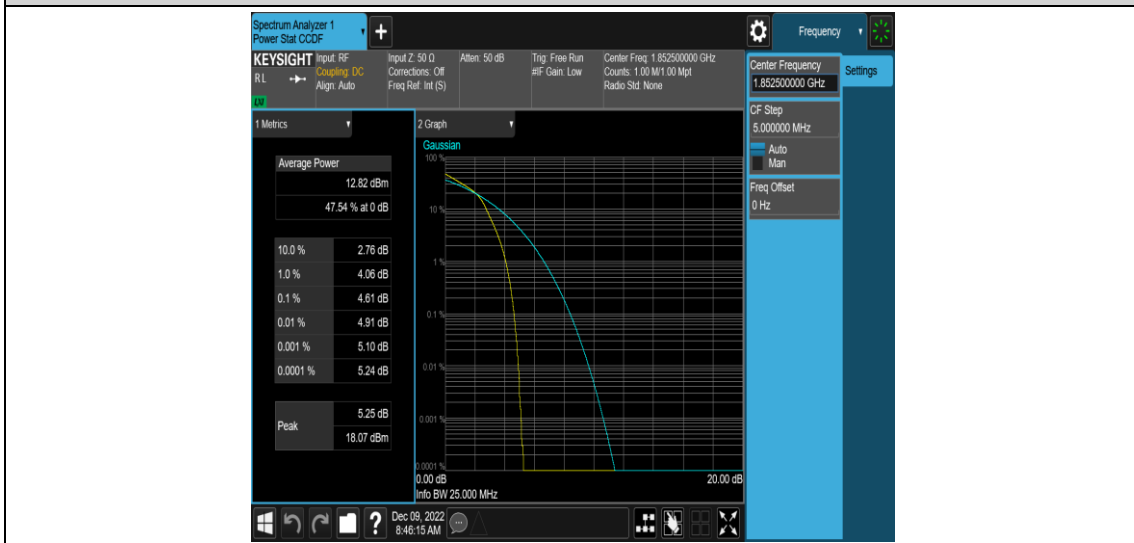 Spectrum Analyzer 1
Power Stat CCDF
+
Frequency
KEYSIGHT
RL
LXI
Input: RF
Coupling: DC
Align: Auto
Input Z: 50 Ω
Corrections: Off
Freq Ref: Int (S)
Atten: 50 dB
Trig: Free Run
#IF Gain: Low
Center Freq: 1.852500000 GHz
Counts: 1.00 M/1.00 Mpt
Radio Std: None
Center Frequency
1.852500000 GHz
Settings
CF Step
5.000000 MHz
Auto
Man
Freq Offset
0 Hz
1 Metrics
Average Power
12.82 dBm
47.54 % at 0 dB
10.0 % 2.76 dB
1.0 % 4.06 dB
0.1 % 4.61 dB
0.01 % 4.91 dB
0.001 % 5.10 dB
0.0001 % 5.24 dB
Peak
5.25 dB
18.07 dBm
2 Graph
Gaussian
100 %
10 %
1 %
0.1 %
0.01 %
0.001 %
0.0001 %
0.00 dB 20.00 dB
Info BW 25.000 MHz
?
Dec 09, 2022
8:46:15 AM